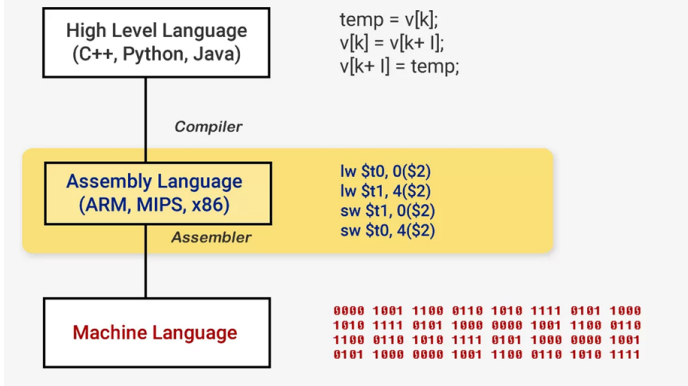 High Level Language
(C++, Python, Java)
temp = v[k];
v[k] = v[k+ I];
v[k+ I] = temp;
Compiler
Assembly Language
(ARM, MIPS, x86)
lw $t0, 0($2)
lw $t1, 4($2)
sw $t1, 0($2)
sw $t0, 4($2)
Assembler
Machine Language
0000 1001 1100 0110 1010 1111 0101 1000
1010 1111 0101 1000 0000 1001 1100 0110
1100 0110 1010 1111 0101 1000 0000 1001
0101 1000 0000 1001 1100 0110 1010 1111